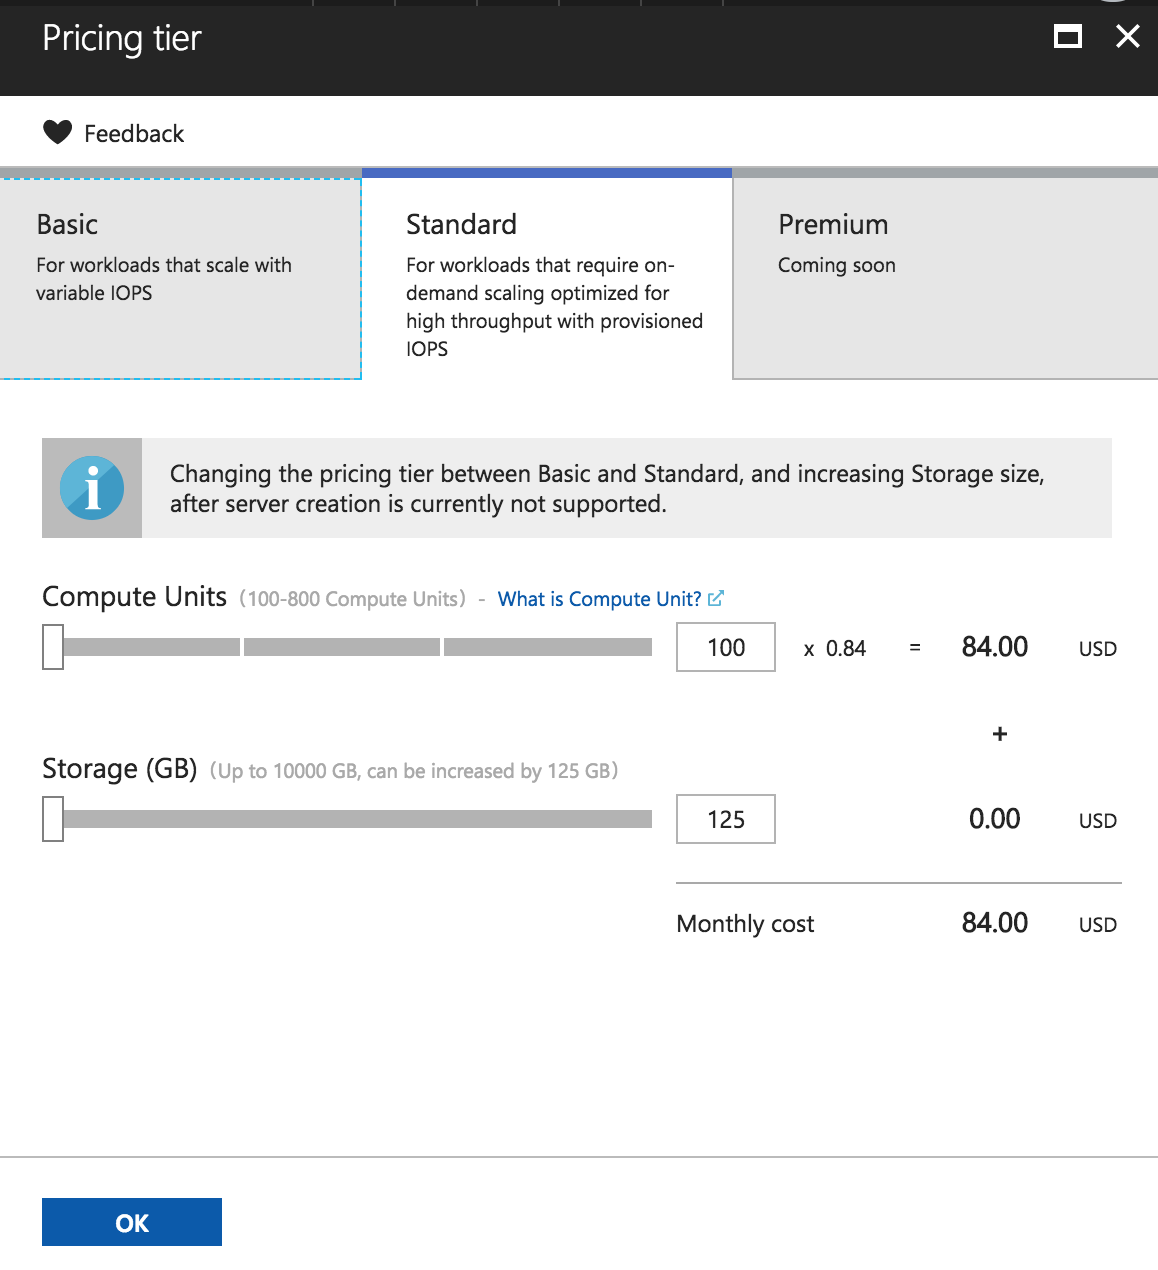 Pricing tier
Feedback
Basic
For workloads that scale with
variable IOPS
Standard
For workloads that require on-
demand scaling optimized for
high throughput with provisioned
IOPS
Premium
Coming soon
Changing the pricing tier between Basic and Standard, and increasing Storage size,
after server creation is currently not supported.
Compute Units (100-800 Compute Units) - What is Compute Unit?
100 x 0.84 = 84.00 USD
+
Storage (GB) (Up to 10000 GB, can be increased by 125 GB)
125 0.00 USD
Monthly cost 84.00 USD
OK